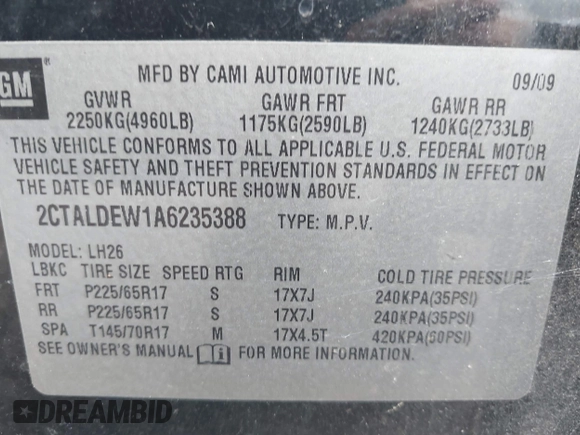 GM
MFD BY CAMI AUTOMOTIVE INC.
09/09
GVWR GAWR FRT GAWR RR
2250KG(4960LB) 1175KG(2590LB) 1240KG(2733LB)
THIS VEHICLE CONFORMS TO ALL APPLICABLE U.S. FEDERAL MOTOR
VEHICLE SAFETY AND THEFT PREVENTION STANDARDS IN EFFECT ON
THE DATE OF MANUFACTURE SHOWN ABOVE.
2CTALDEW1A6235388 TYPE: M.P.V.
MODEL: LH26
LBKC TIRE SIZE SPEED RTG RIM COLD TIRE PRESSURE
FRT P225/65R17 S 17X7J 240KPA(35PSI)
RR P225/65R17 S 17X7J 240KPA(35PSI)
SPA T145/70R17 M 17X4.5T 420KPA(60PSI)
SEE OWNER'S MANUAL i FOR MORE INFORMATION.
DREAMBID